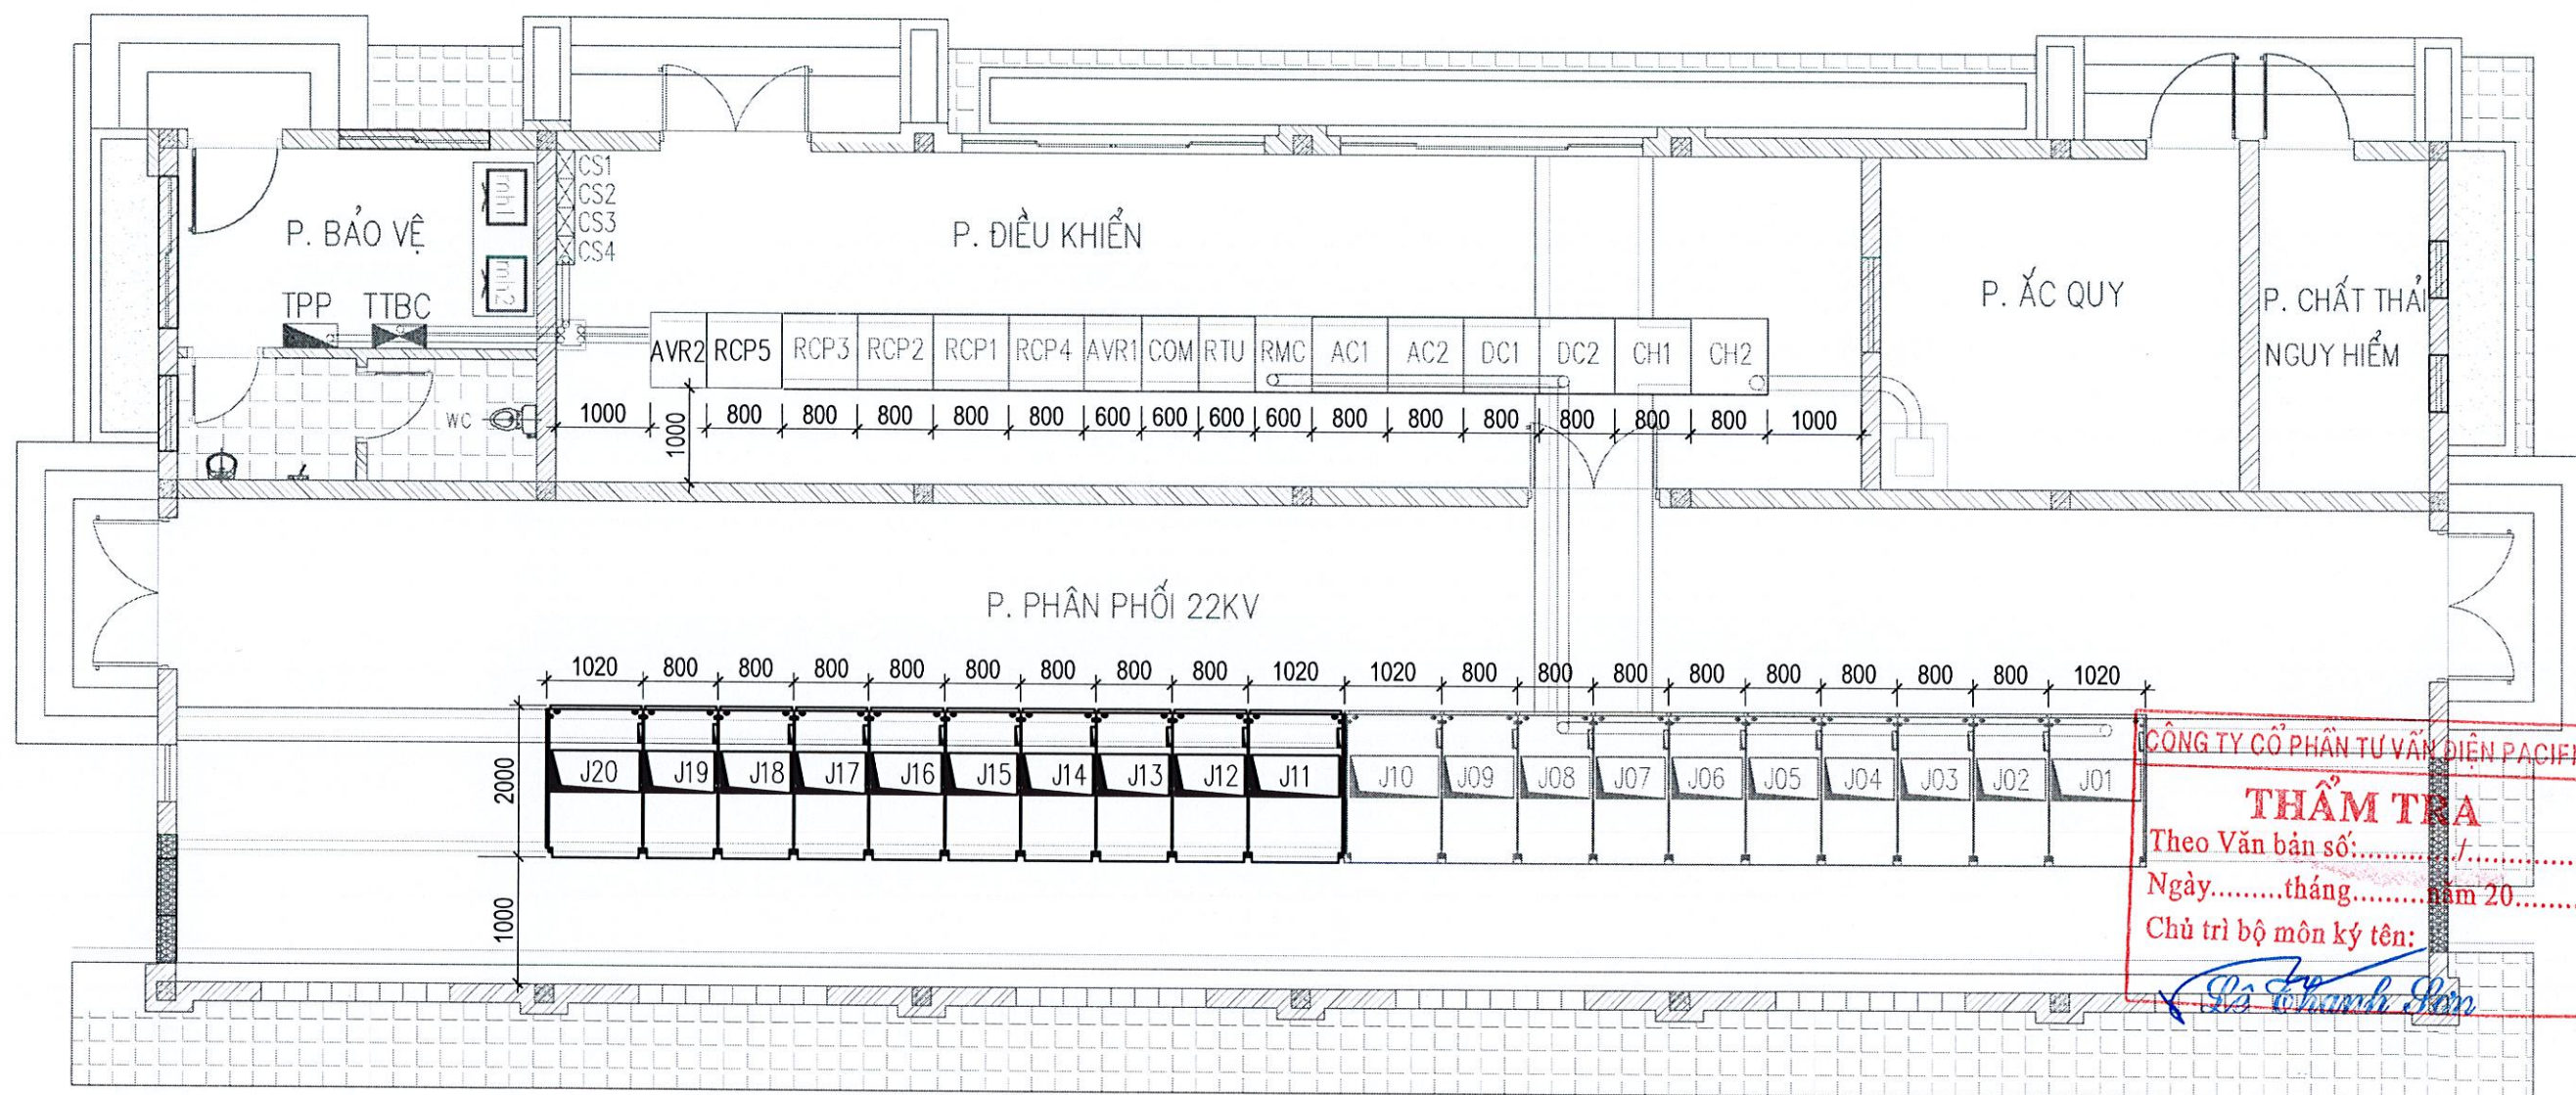 CS1
CS2
CS3
CS4
mh1
mh2
P. BẢO VỆ
P. ĐIỀU KHIỂN
P. ẮC QUY
P. CHẤT THẢI
NGUY HIỂM
TPP
TTBC
AVR2 RCP5 RCP3 RCP2 RCP1 RCP4 AVR1 COM RTU RMC AC1 AC2 DC1 DC2 CH1 CH2
WC
1000 800 800 800 800 800 600 600 600 600 800 800 800 800 800 800 1000
1000
P. PHÂN PHỐI 22KV
1020 800 800 800 800 800 800 800 800 1020 1020 800 800 800 800 800 800 800 800 1020
2000
J20 J19 J18 J17 J16 J15 J14 J13 J12 J11 J10 J09 J08 J07 J06 J05 J04 J03 J02 J01
1000
CÔNG TY CỔ PHẦN TƯ VẤN ĐIỆN PACIFI
THẨM TRA
Theo Văn bản số:............/..............
Ngày.........tháng.........năm 20........
Chủ trì bộ môn ký tên:
Lê Thanh Sơn